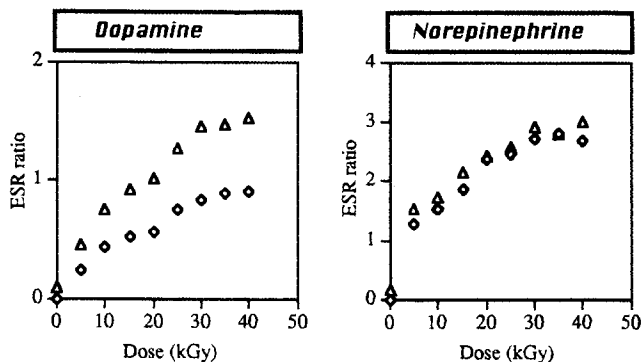 Dopamine
2
1
0
ESR ratio
0 10 20 30 40 50
Dose (kGy)
Norepinephrine
4
3
2
1
0
ESR ratio
0 10 20 30 40 50
Dose (kGy)